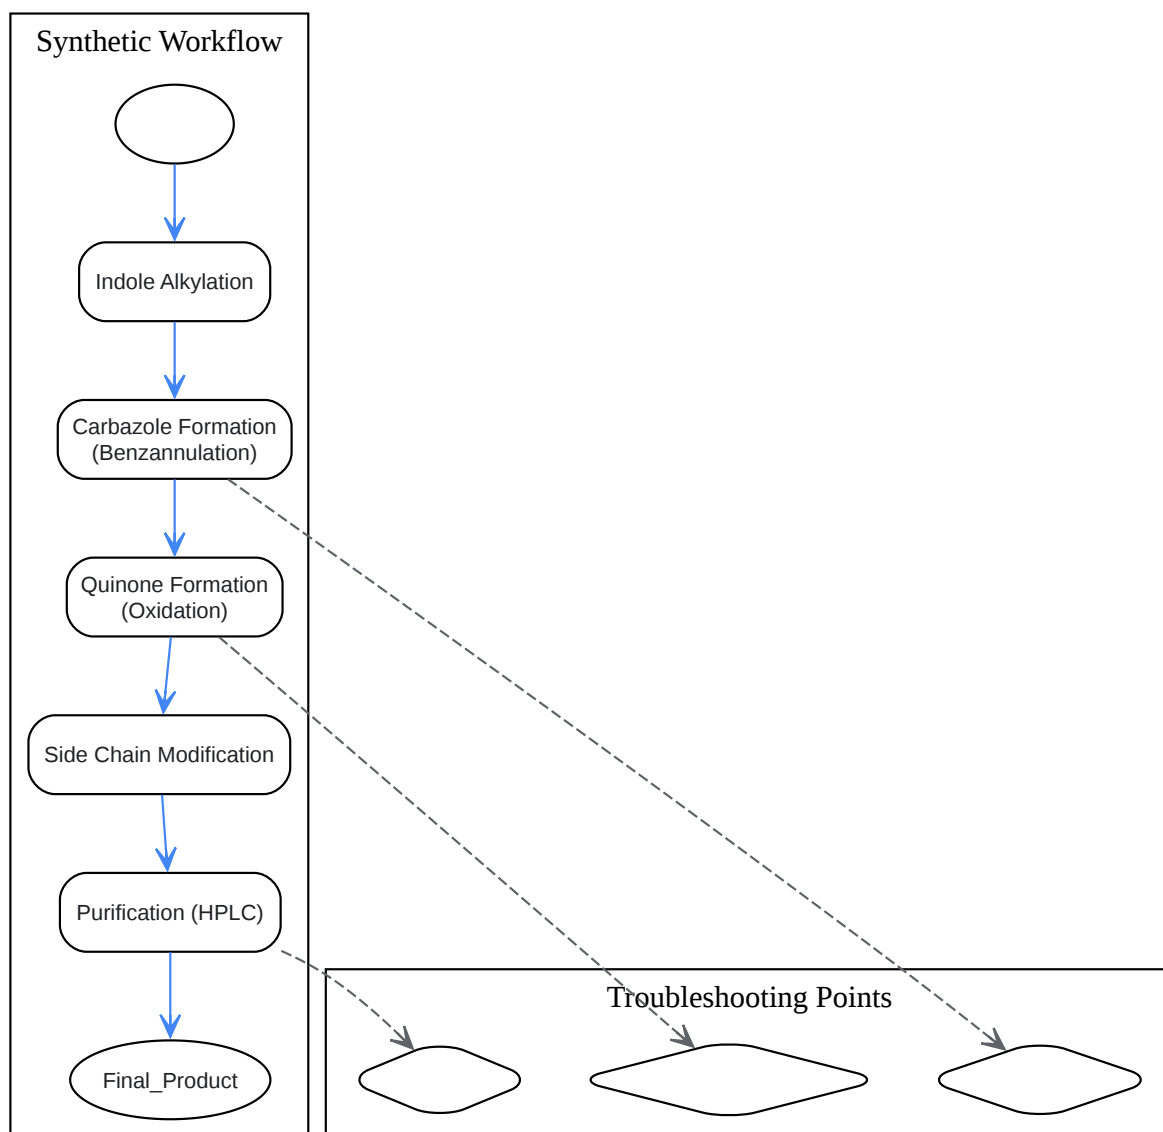 Synthetic Workflow
Indole Alkylation
Carbazole Formation
(Benzannulation)
Quinone Formation
(Oxidation)
Side Chain Modification
Purification (HPLC)
Final_Product
Troubleshooting Points